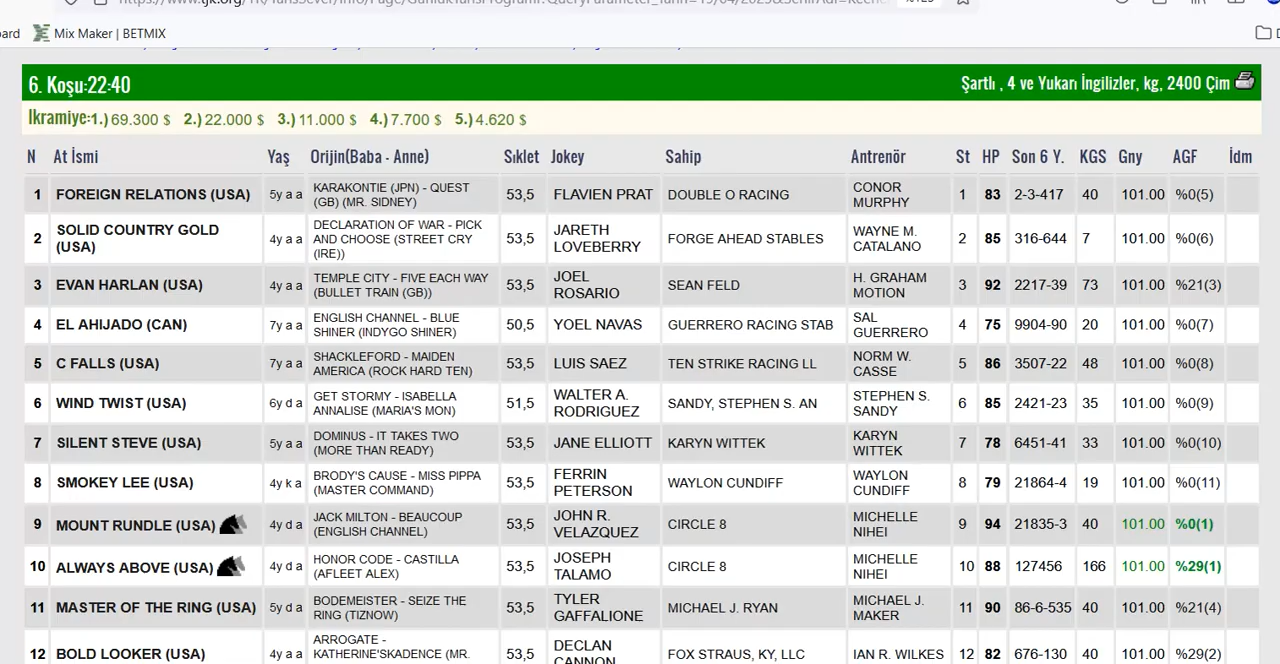 Mix Maker | BETMIX
6. Koşu:22:40 Şartlı , 4 ve Yukarı İngilizler, kg, 2400 Çim
İkramiye:1.) 69.300 $ 2.) 22.000 $ 3.) 11.000 $ 4.) 7.700 $ 5.) 4.620 $
N At İsmi Yaş Orijin(Baba - Anne) Sıklet Jokey Sahip Antrenör St HP Son 6 Y. KGS Gny AGF İdm
1 FOREIGN RELATIONS (USA) 5y a a KARAKONTIE (JPN) - QUEST (GB) (MR. SIDNEY) 53,5 FLAVIEN PRAT DOUBLE O RACING CONOR MURPHY 1 83 2-3-417 40 101.00 %0(5)
2 SOLID COUNTRY GOLD (USA) 4y a a DECLARATION OF WAR - PICK AND CHOOSE (STREET CRY (IRE)) 53,5 JARETH LOVEBERRY FORGE AHEAD STABLES WAYNE M. CATALANO 2 85 316-644 7 101.00 %0(6)
3 EVAN HARLAN (USA) 4y a a TEMPLE CITY - FIVE EACH WAY (BULLET TRAIN (GB)) 53,5 JOEL ROSARIO SEAN FELD H. GRAHAM MOTION 3 92 2217-39 73 101.00 %21(3)
4 EL AHIJADO (CAN) 7y a a ENGLISH CHANNEL - BLUE SHINER (INDYGO SHINER) 50,5 YOEL NAVAS GUERRERO RACING STAB SAL GUERRERO 4 75 9904-90 20 101.00 %0(7)
5 C FALLS (USA) 7y a a SHACKLEFORD - MAIDEN AMERICA (ROCK HARD TEN) 53,5 LUIS SAEZ TEN STRIKE RACING LL NORM W. CASSE 5 86 3507-22 48 101.00 %0(8)
6 WIND TWIST (USA) 6y d a GET STORMY - ISABELLA ANNALISE (MARIA'S MON) 51,5 WALTER A. RODRIGUEZ SANDY, STEPHEN S. AN STEPHEN S. SANDY 6 85 2421-23 35 101.00 %0(9)
7 SILENT STEVE (USA) 5y a a DOMINUS - IT TAKES TWO (MORE THAN READY) 53,5 JANE ELLIOTT KARYN WITTEK KARYN WITTEK 7 78 6451-41 33 101.00 %0(10)
8 SMOKEY LEE (USA) 4y k a BRODY'S CAUSE - MISS PIPPA (MASTER COMMAND) 53,5 FERRIN PETERSON WAYLON CUNDIFF WAYLON CUNDIFF 8 79 21864-4 19 101.00 %0(11)
9 MOUNT RUNDLE (USA) 4y d a JACK MILTON - BEAUCOUP (ENGLISH CHANNEL) 53,5 JOHN R. VELAZQUEZ CIRCLE 8 MICHELLE NIHEI 9 94 21835-3 40 101.00 %0(1)
10 ALWAYS ABOVE (USA) 4y d a HONOR CODE - CASTILLA (AFLEET ALEX) 53,5 JOSEPH TALAMO CIRCLE 8 MICHELLE NIHEI 10 88 127456 166 101.00 %29(1)
11 MASTER OF THE RING (USA) 5y d a BODEMEISTER - SEIZE THE RING (TIZNOW) 53,5 TYLER GAFFALIONE MICHAEL J. RYAN MICHAEL J. MAKER 11 90 86-6-535 40 101.00 %21(4)
12 BOLD LOOKER (USA) 4y a a ARROGATE - KATHERINE'SKADENCE (MR. 53,5 DECLAN CANNON FOX STRAUS, KY, LLC IAN R. WILKES 12 82 676-130 40 101.00 %29(2)